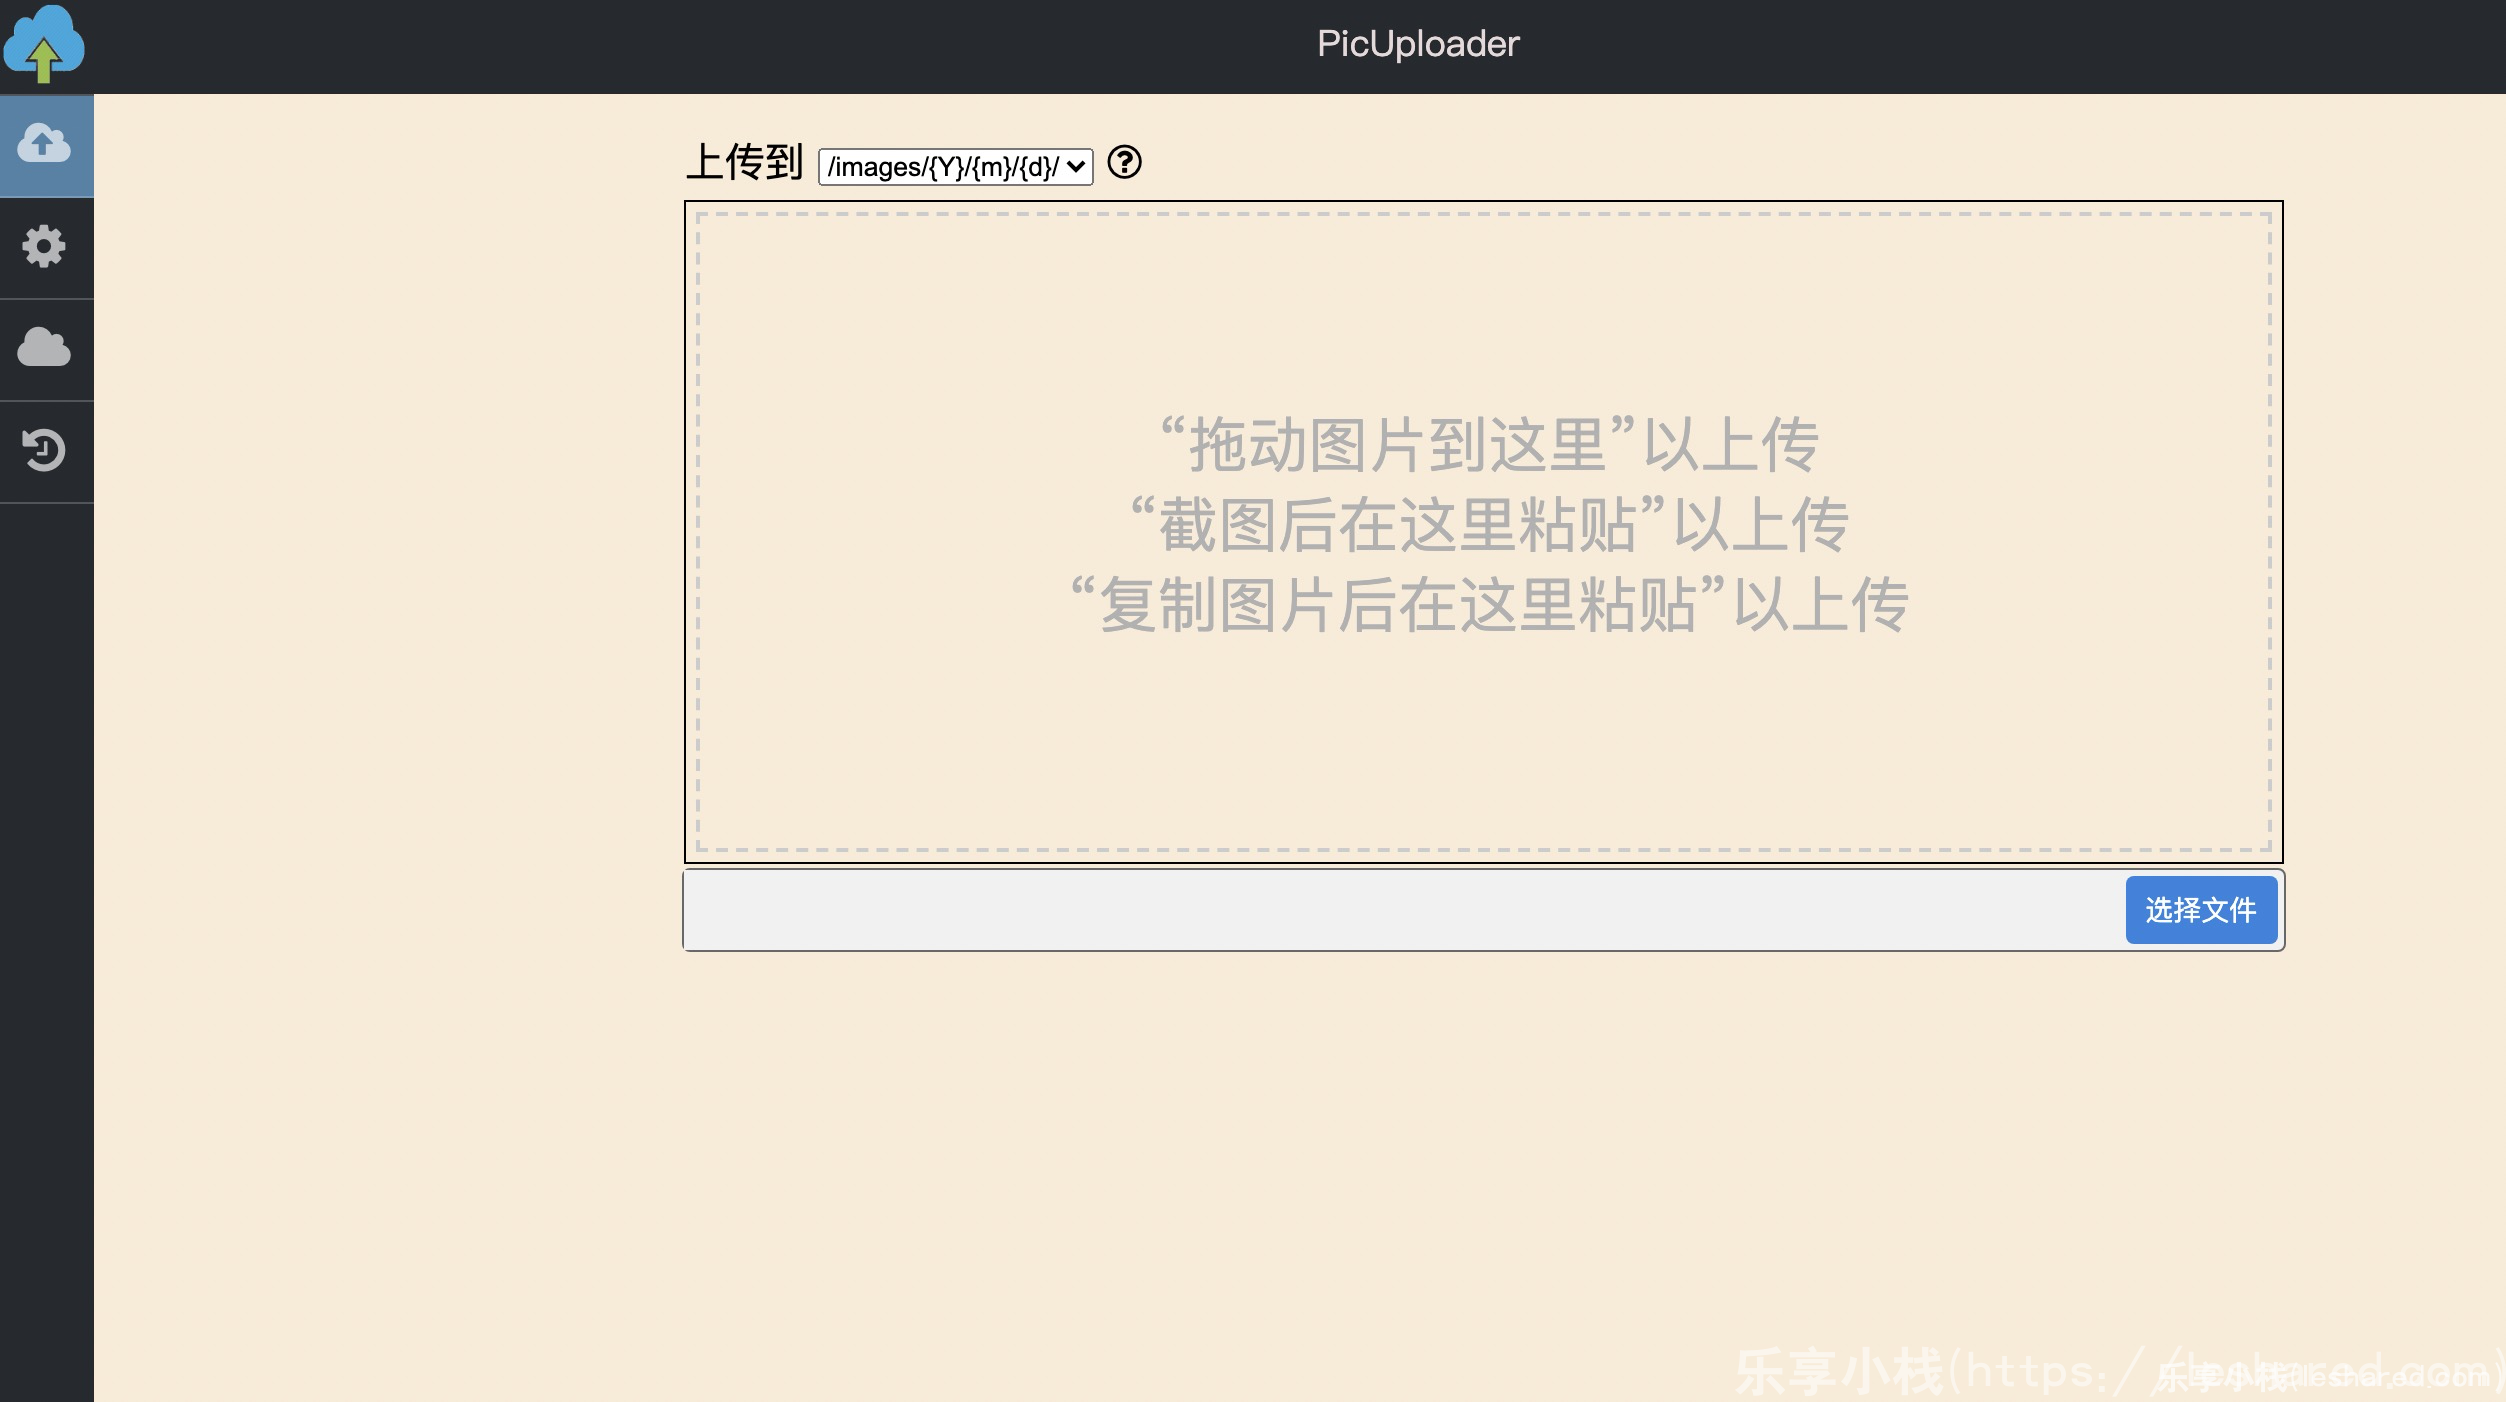 PicUploader
上传到 /images/{Y}/{m}/{d}/
“拖动图片到这里”以上传
“截图后在这里粘贴”以上传
“复制图片后在这里粘贴”以上传
选择文件
乐享小栈(https://